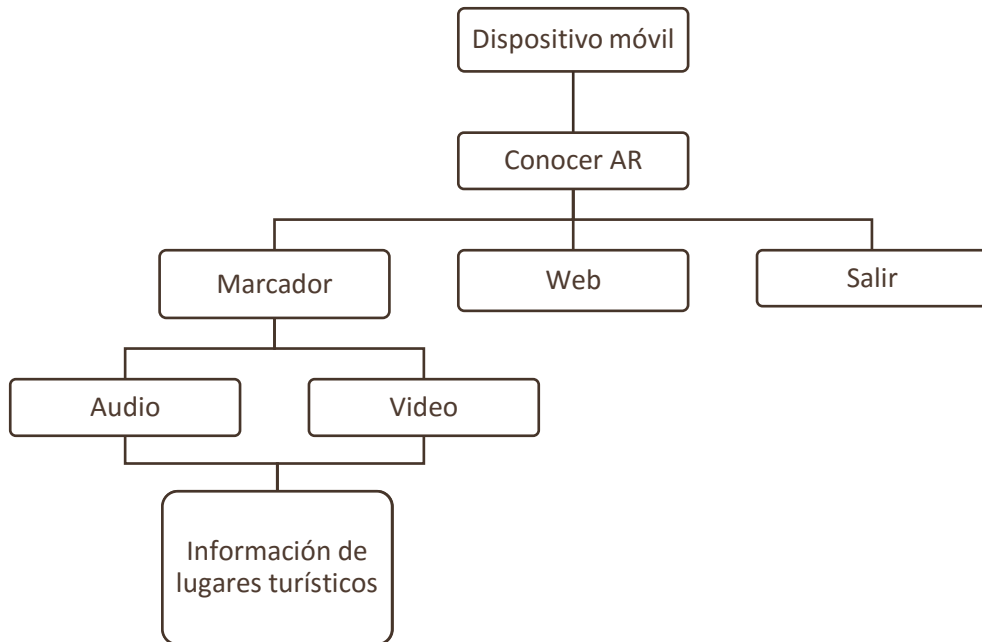 Dispositivo móvil
Conocer AR
Marcador
Web
Salir
Audio
Video
Información de
lugares turísticos